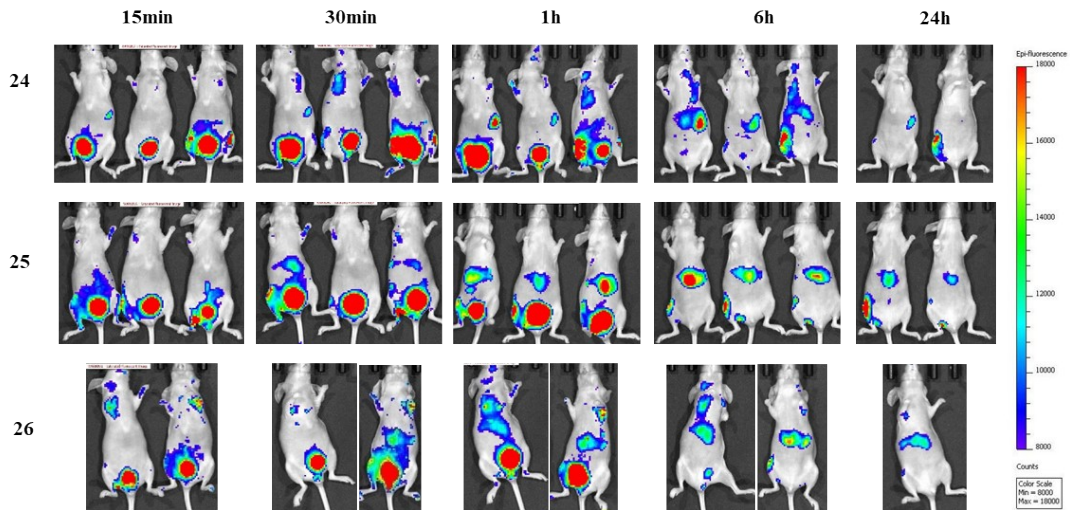 15min 30min 1h 6h 24h
24
25
26
Epi-fluorescence
18000
16000
14000
12000
10000
8000
Counts
Color Scale
Min = 8000
Max = 18000